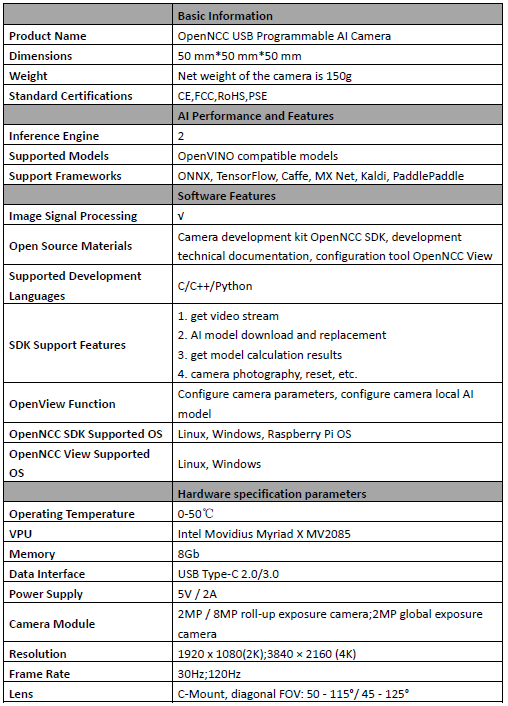 Basic Information
Product Name OpenNCC USB Programmable AI Camera
Dimensions 50 mm*50 mm*50 mm
Weight Net weight of the camera is 150g
Standard Certifications CE,FCC,RoHS,PSE
AI Performance and Features
Inference Engine 2
Supported Models OpenVINO compatible models
Support Frameworks ONNX, TensorFlow, Caffe, MX Net, Kaldi, PaddlePaddle
Software Features
Image Signal Processing √
Open Source Materials
Camera development kit OpenNCC SDK, development
technical documentation, configuration tool OpenNCC View
Supported Development
Languages
C/C++/Python
SDK Support Features
1. get video stream
2. AI model download and replacement
3. get model calculation results
4. camera photography, reset, etc.
OpenView Function
Configure camera parameters, configure camera local AI
model
OpenNCC SDK Supported OS Linux, Windows, Raspberry Pi OS
OpenNCC View Supported
OS
Linux, Windows
Hardware specification parameters
Operating Temperature 0-50℃
VPU Intel Movidius Myriad X MV2085
Memory 8Gb
Data Interface USB Type-C 2.0/3.0
Power Supply 5V / 2A
Camera Module
2MP / 8MP roll-up exposure camera;2MP global exposure
camera
Resolution 1920 x 1080(2K);3840 × 2160 (4K)
Frame Rate 30Hz;120Hz
Lens C-Mount, diagonal FOV: 50 - 115°/ 45 - 125°